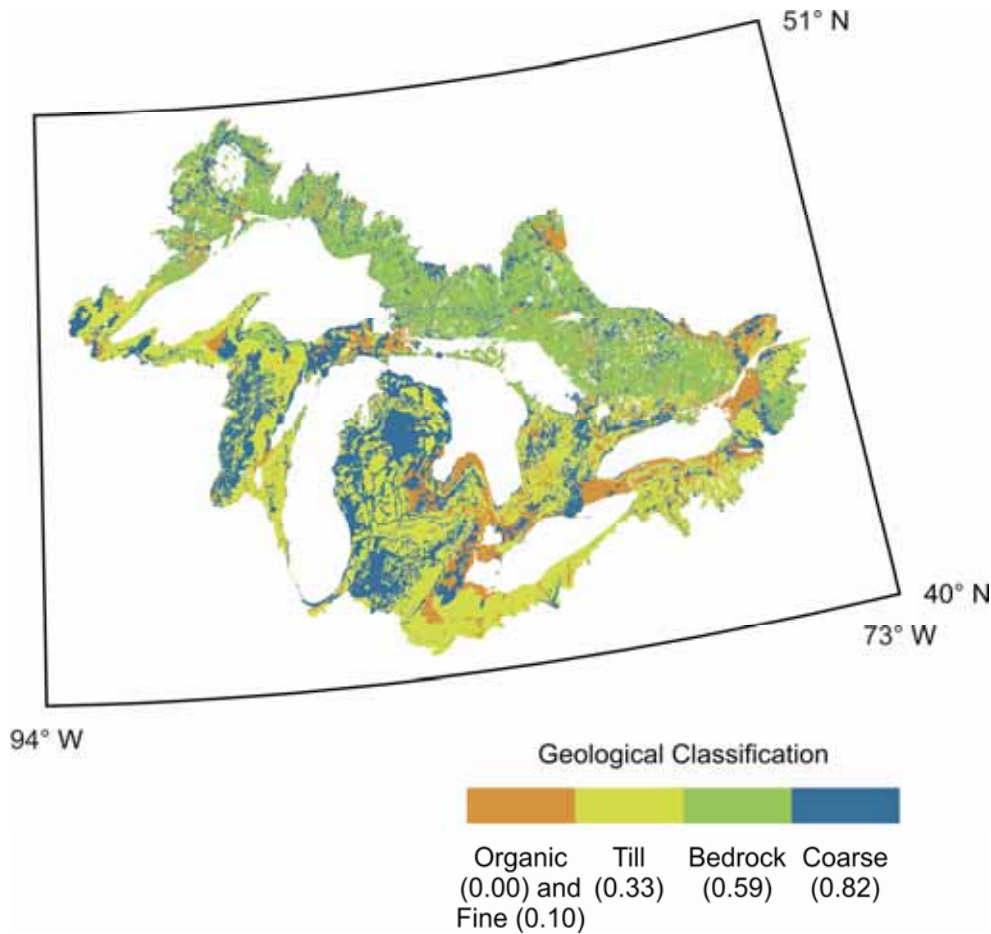 51° N
40° N
73° W
94° W
Geological Classification
Organic
(0.00) and
Fine (0.10)
Till
(0.33)
Bedrock
(0.59)
Coarse
(0.82)